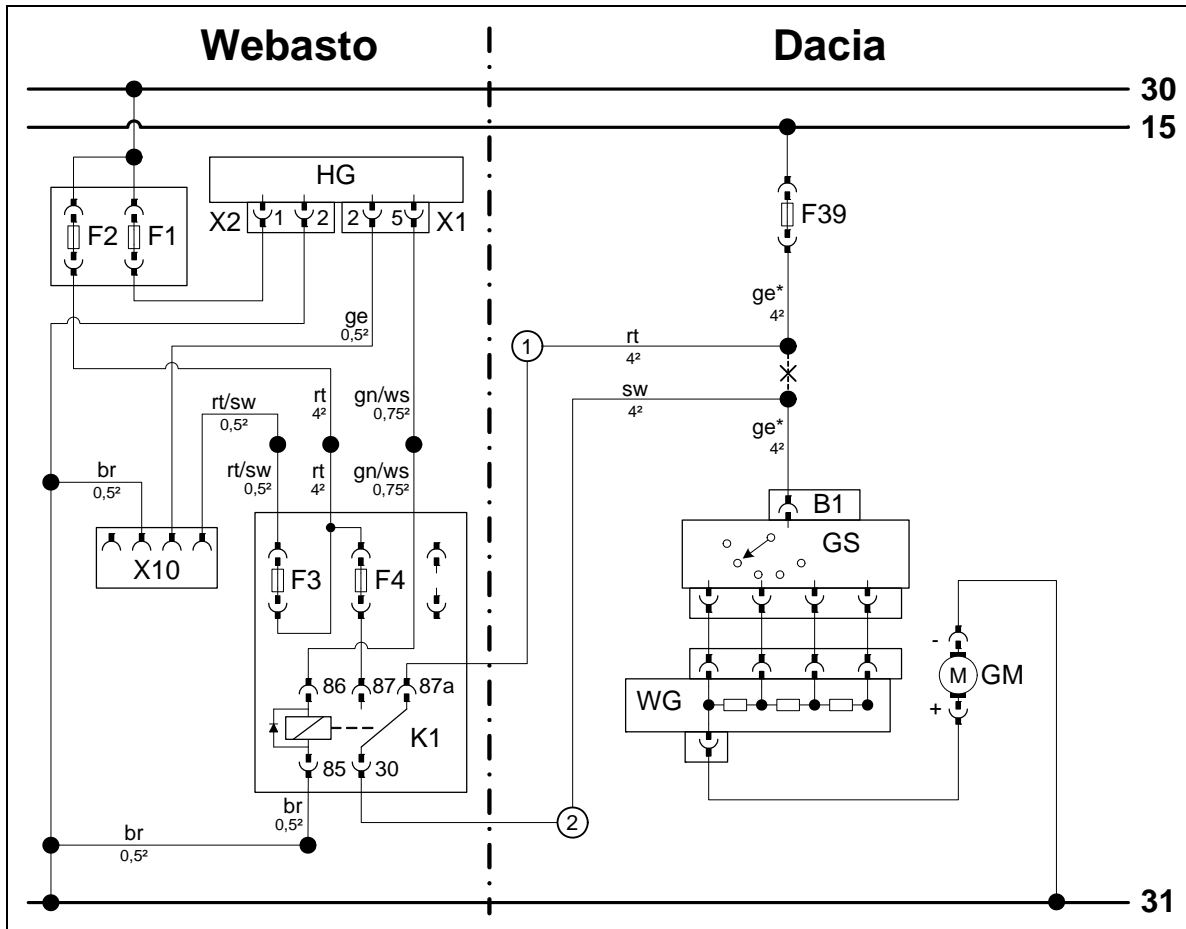 Webasto
Dacia
30
15
HG
F2 F1
X2 1 2 2 5 X1
F39
ge
0,5²
ge*
4²
1
rt
4²
rt/sw
0,5²
rt
4²
gn/ws
0,75²
sw
4²
ge*
4²
br
0,5²
rt/sw
0,5²
rt
4²
gn/ws
0,75²
B1
GS
X10
F3 F4
-
M GM
+
86 87 87a
WG
K1
85 30
br
0,5²
2
br
0,5²
31